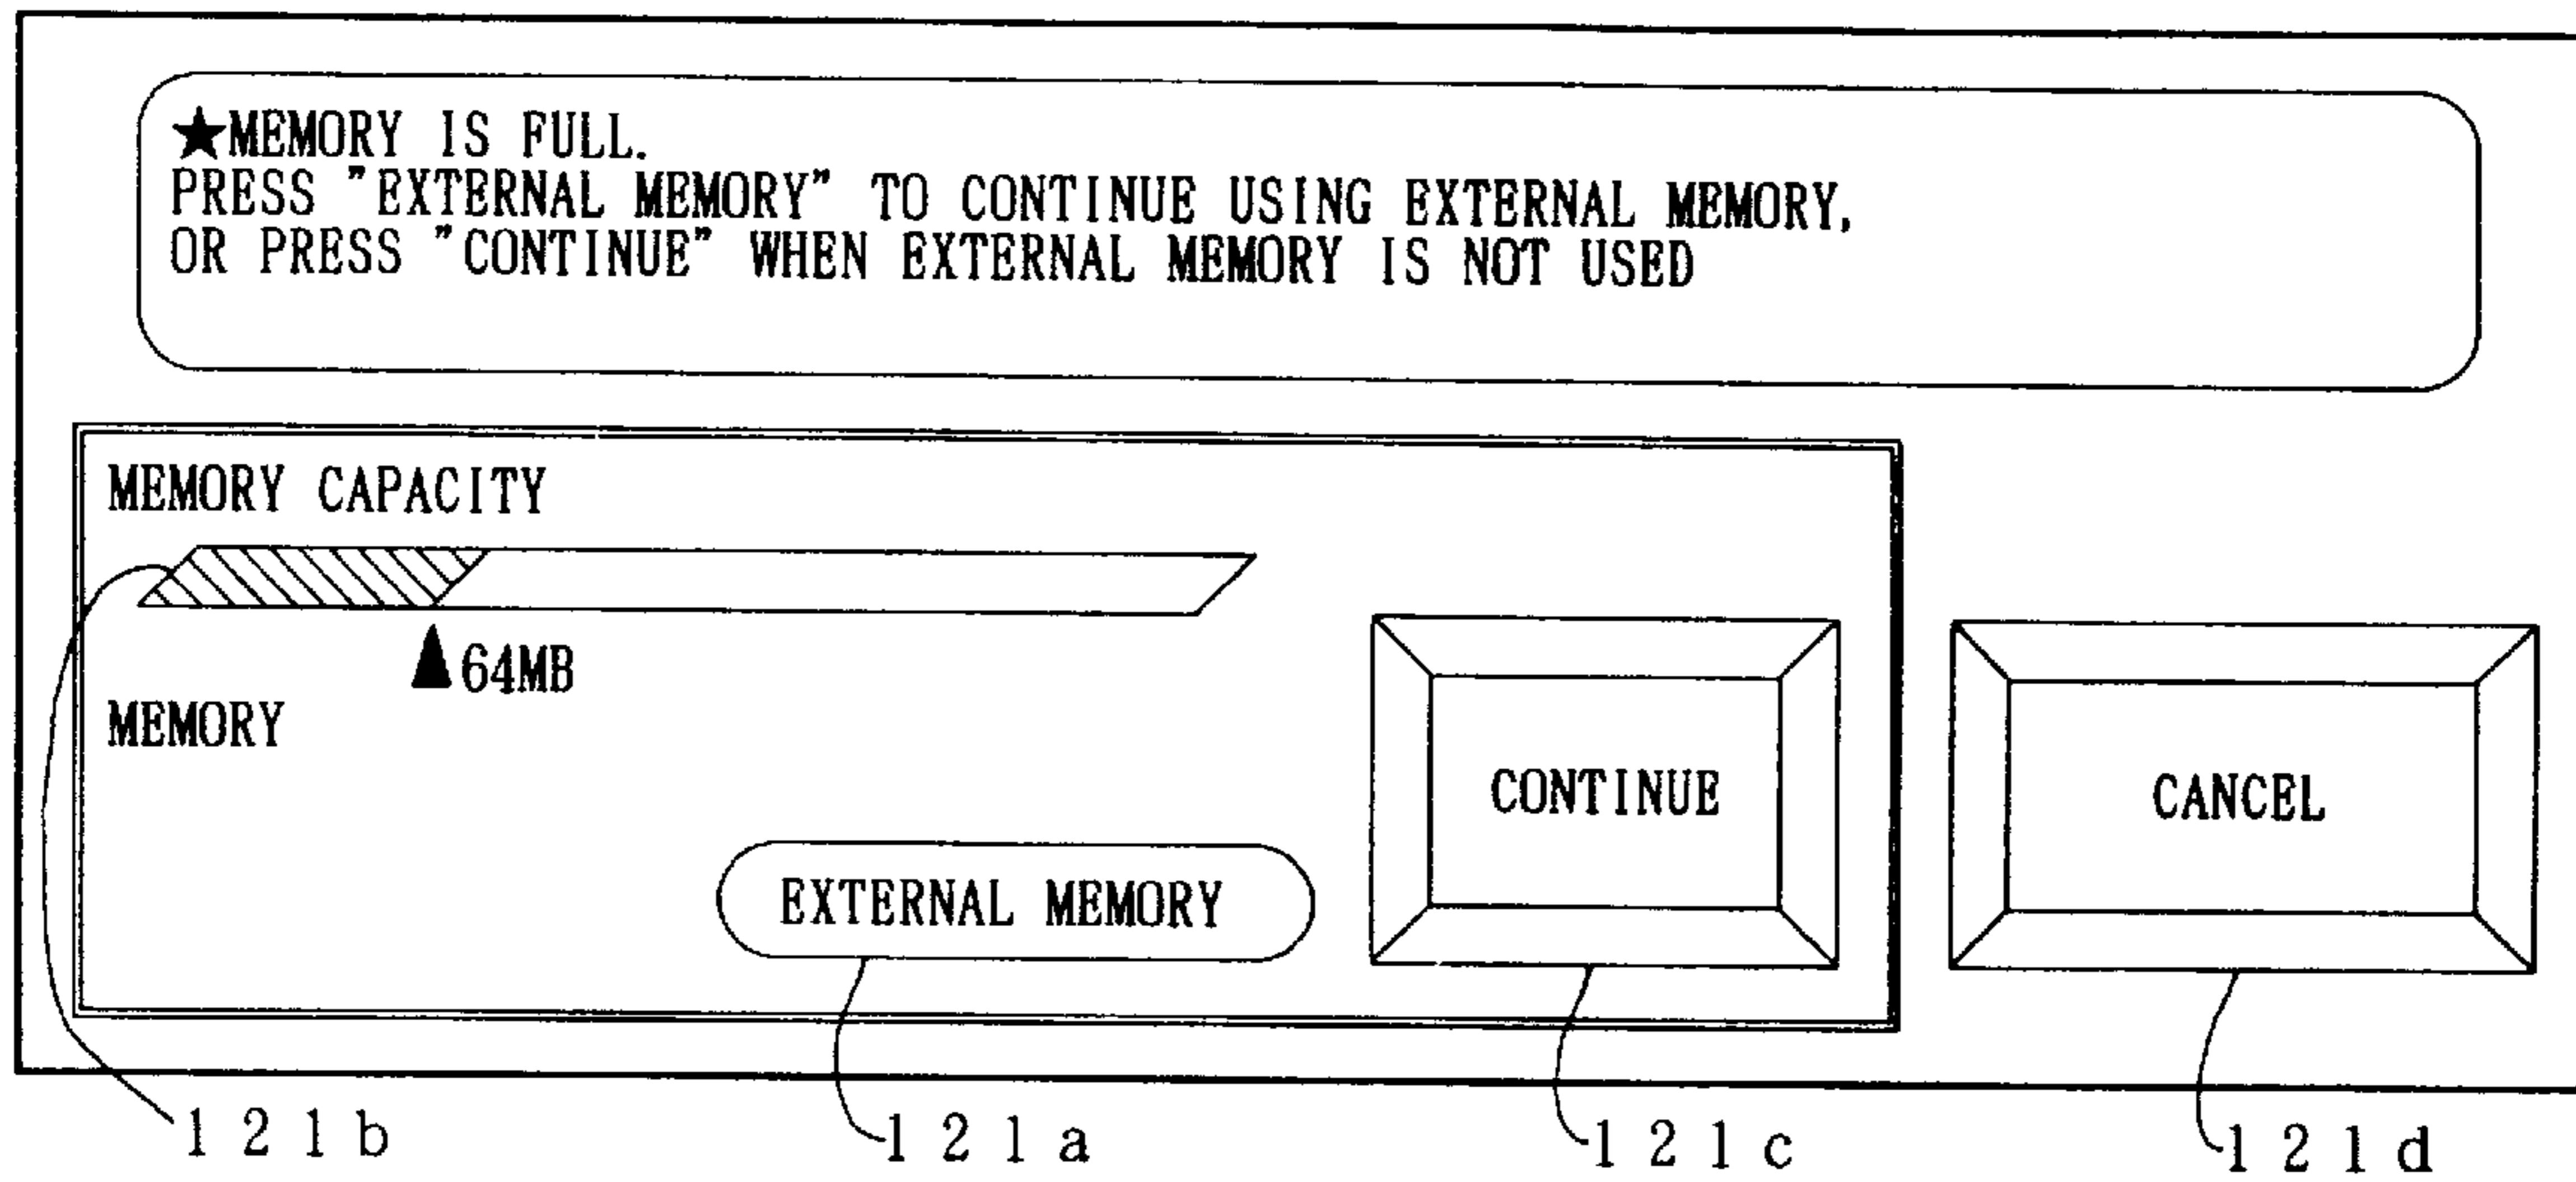 ★MEMORY IS FULL.
PRESS "EXTERNAL MEMORY" TO CONTINUE USING EXTERNAL MEMORY,
OR PRESS "CONTINUE" WHEN EXTERNAL MEMORY IS NOT USED
MEMORY CAPACITY
▲64MB
MEMORY
CONTINUE
CANCEL
EXTERNAL MEMORY
121b
121a
121c
121d